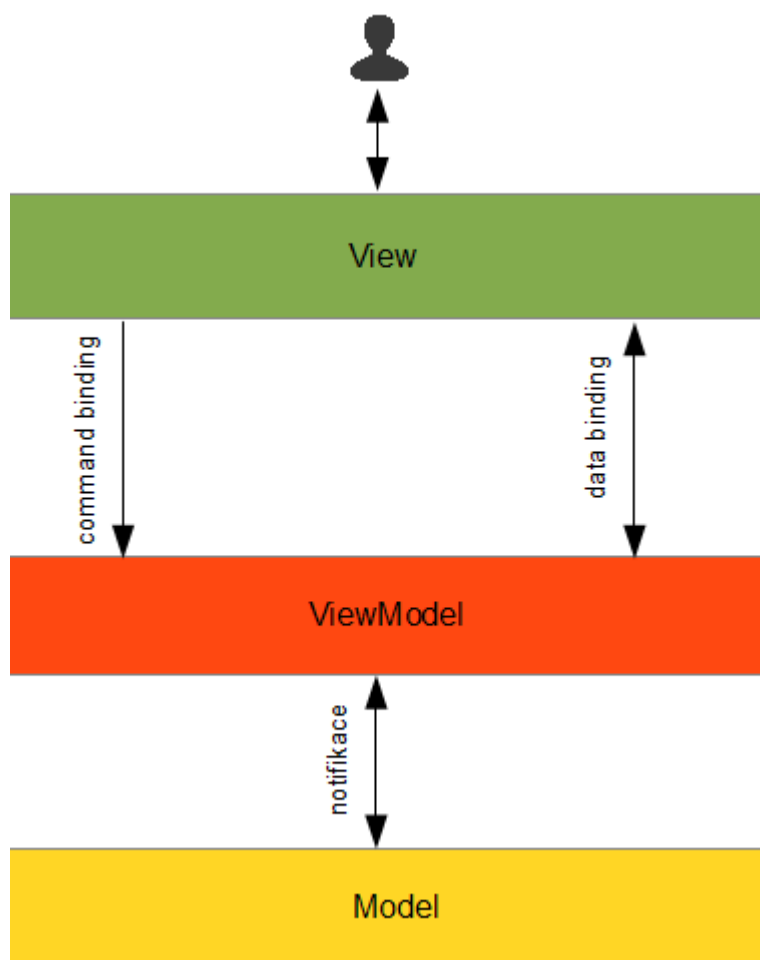 View
command binding
data binding
ViewModel
notifikace
Model